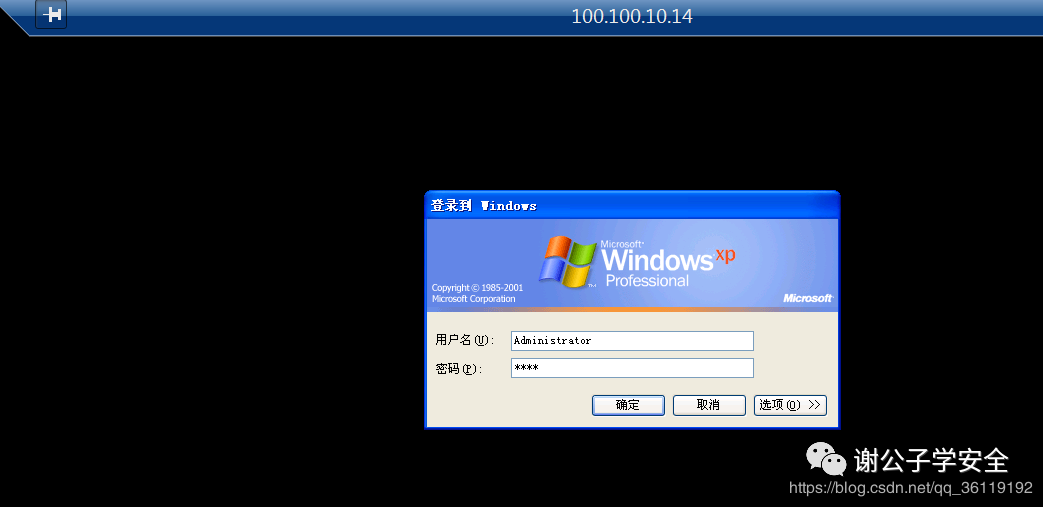 100.100.10.14
登录到 Windows
Microsoft®
Windows xp
Professional
TM
Copyright © 1985-2001
Microsoft Corporation
Microsoft
用户名(U): Administrator
密码(P): ****
确定 取消 选项(O) >>
谢公子学安全
https://blog.csdn.net/qq_36119192